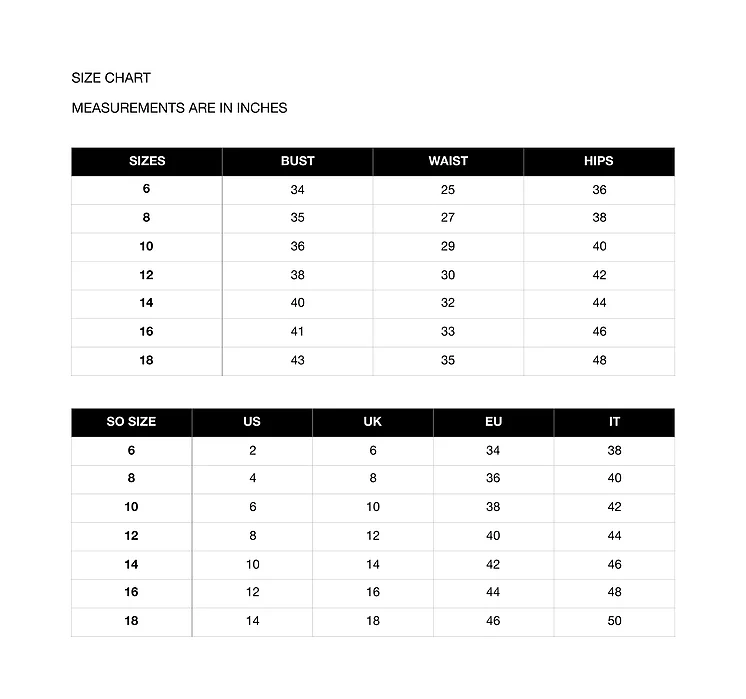 SIZE CHART
MEASUREMENTS ARE IN INCHES
SIZES BUST WAIST HIPS
6 34 25 36
8 35 27 38
10 36 29 40
12 38 30 42
14 40 32 44
16 41 33 46
18 43 35 48
SO SIZE US UK EU IT
6 2 6 34 38
8 4 8 36 40
10 6 10 38 42
12 8 12 40 44
14 10 14 42 46
16 12 16 44 48
18 14 18 46 50